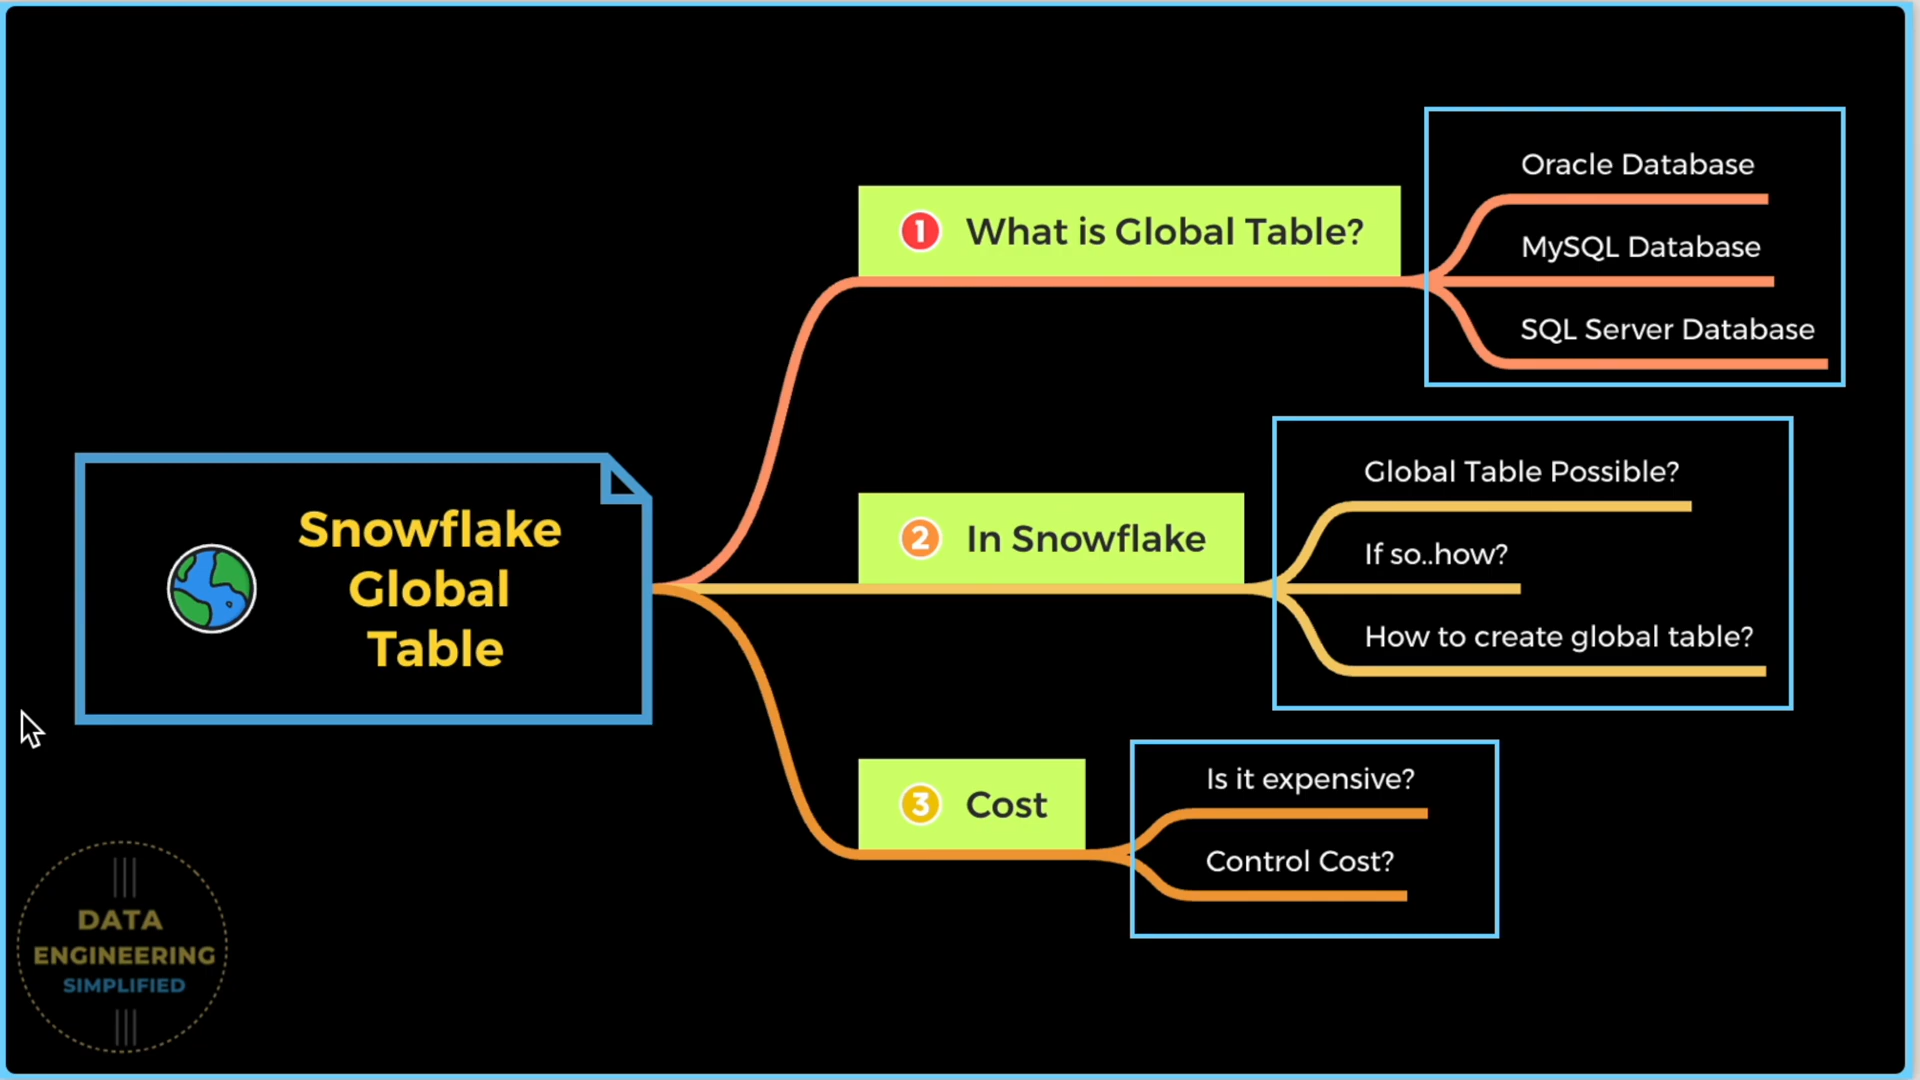 Snowflake
Global
Table
1 What is Global Table?
Oracle Database
MySQL Database
SQL Server Database
2 In Snowflake
Global Table Possible?
If so..how?
How to create global table?
3 Cost
Is it expensive?
Control Cost?
DATA
ENGINEERING
SIMPLIFIED